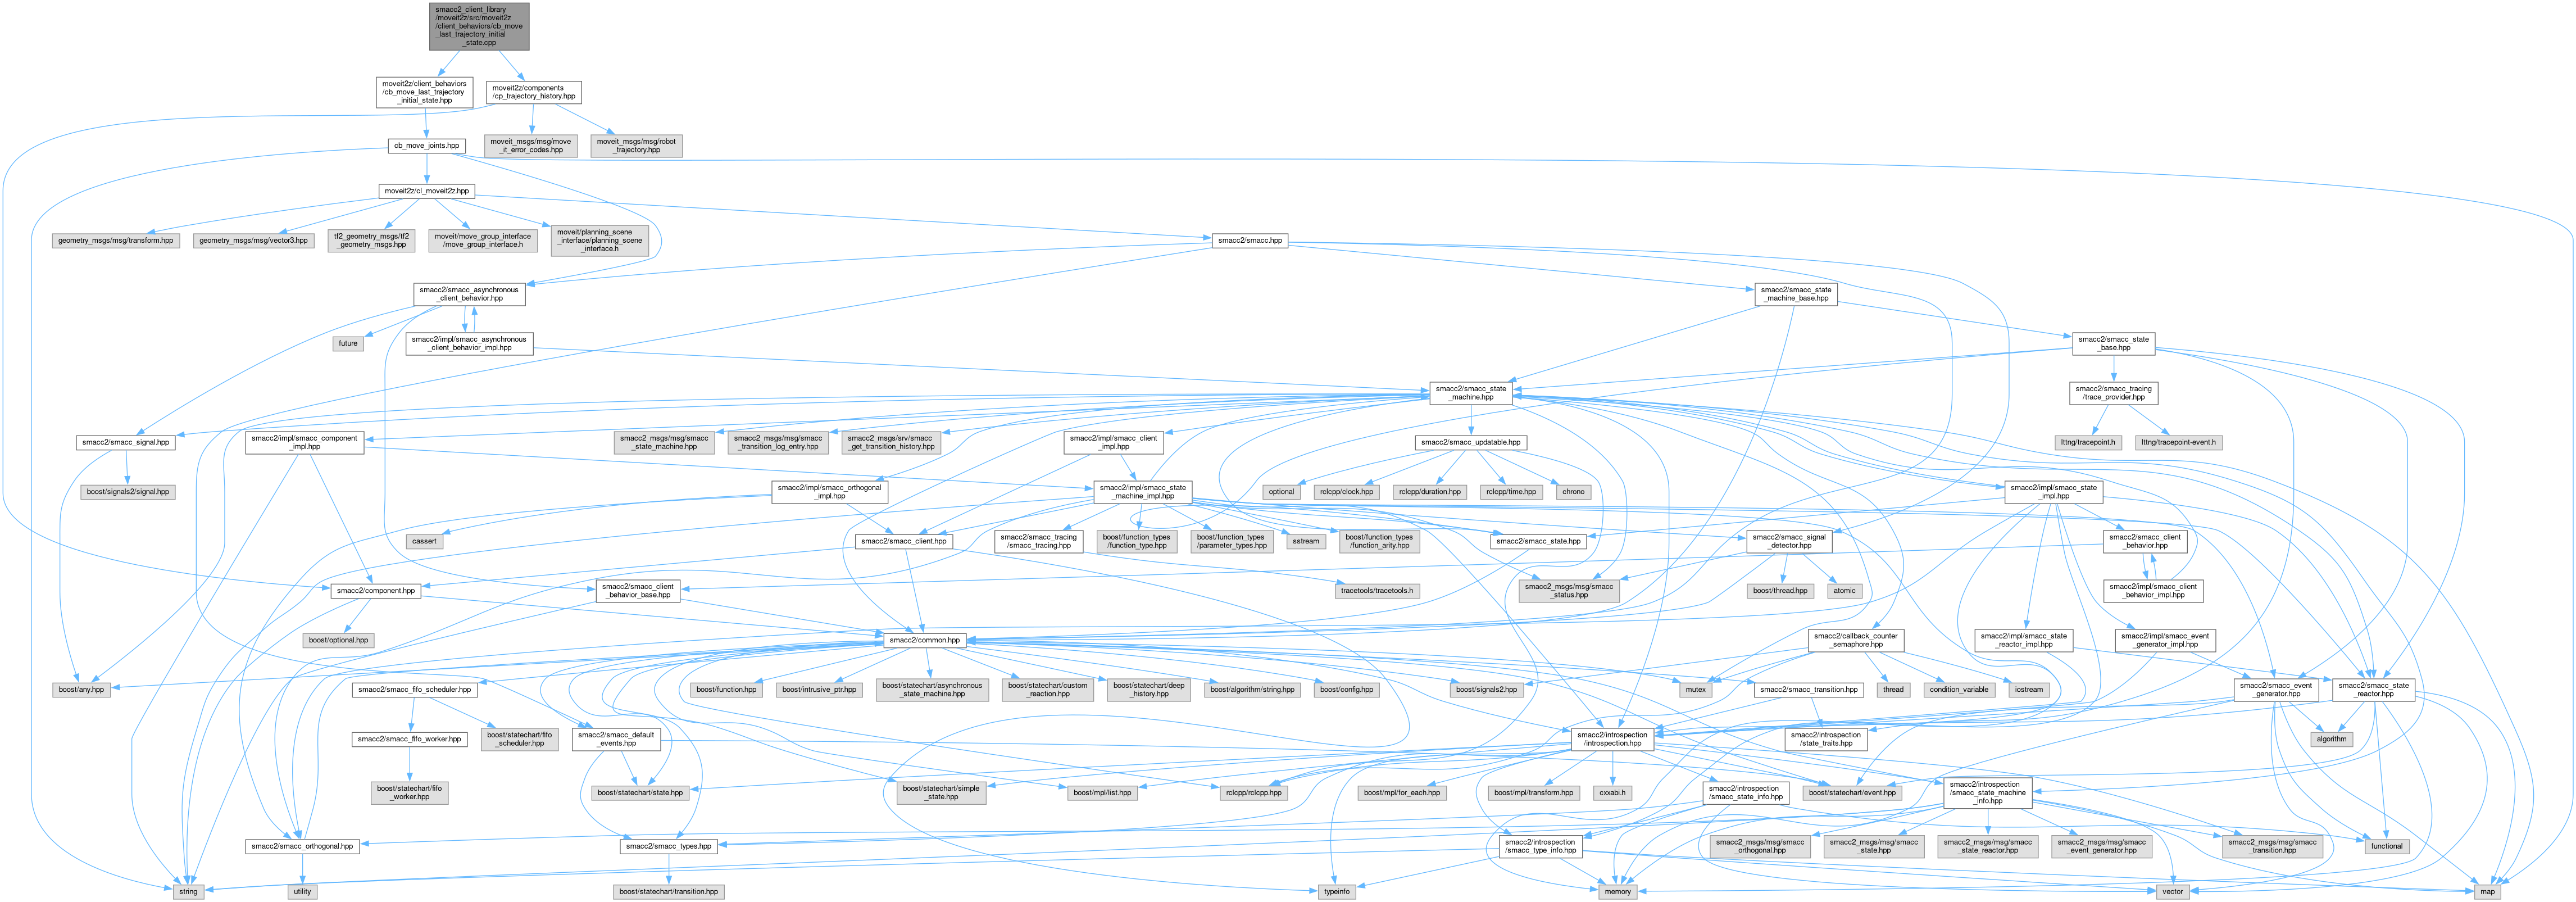 smacc2_client_library
/moveit2z/src/moveit2z
/client_behaviors/cb_move
_last_trajectory_initial
_state.cpp
moveit2z/client_behaviors
/cb_move_last_trajectory
_initial_state.hpp
moveit2z/components
/cp_trajectory_history.hpp
cb_move_joints.hpp
moveit_msgs/msg/move
_it_error_codes.hpp
moveit_msgs/msg/robot
_trajectory.hpp
moveit2z/cl_moveit2z.hpp
geometry_msgs/msg/transform.hpp
geometry_msgs/msg/vector3.hpp
tf2_geometry_msgs/tf2
_geometry_msgs.hpp
moveit/move_group_interface
/move_group_interface.h
moveit/planning_scene
_interface/planning_scene
_interface.h
smacc2/smacc.hpp
smacc2/smacc_asynchronous
_client_behavior.hpp
smacc2/smacc_state
_machine_base.hpp
future
smacc2/impl/smacc_asynchronous
_client_behavior_impl.hpp
smacc2/smacc_state
_base.hpp
smacc2/smacc_state
_machine.hpp
smacc2/smacc_tracing
/trace_provider.hpp
smacc2/smacc_signal.hpp
smacc2/impl/smacc_component
_impl.hpp
smacc2_msgs/msg/smacc
_state_machine.hpp
smacc2_msgs/msg/smacc
_transition_log_entry.hpp
smacc2_msgs/srv/smacc
_get_transition_history.hpp
smacc2/impl/smacc_client
_impl.hpp
smacc2/smacc_updatable.hpp
lttng/tracepoint.h
lttng/tracepoint-event.h
boost/signals2/signal.hpp
smacc2/impl/smacc_orthogonal
_impl.hpp
smacc2/impl/smacc_state
_machine_impl.hpp
optional
rclcpp/clock.hpp
rclcpp/duration.hpp
rclcpp/time.hpp
chrono
smacc2/impl/smacc_state
_impl.hpp
cassert
smacc2/smacc_client.hpp
smacc2/smacc_tracing
/smacc_tracing.hpp
boost/function_types
/function_type.hpp
boost/function_types
/parameter_types.hpp
sstream
boost/function_types
/function_arity.hpp
smacc2/smacc_state.hpp
smacc2/smacc_signal
_detector.hpp
smacc2/smacc_client
_behavior.hpp
smacc2/component.hpp
smacc2/smacc_client
_behavior_base.hpp
tracetools/tracetools.h
smacc2_msgs/msg/smacc
_status.hpp
boost/thread.hpp
atomic
smacc2/impl/smacc_client
_behavior_impl.hpp
boost/optional.hpp
smacc2/common.hpp
smacc2/callback_counter
_semaphore.hpp
smacc2/impl/smacc_state
_reactor_impl.hpp
smacc2/impl/smacc_event
_generator_impl.hpp
boost/any.hpp
smacc2/smacc_fifo_scheduler.hpp
boost/function.hpp
boost/intrusive_ptr.hpp
boost/statechart/asynchronous
_state_machine.hpp
boost/statechart/custom
_reaction.hpp
boost/statechart/deep
_history.hpp
boost/algorithm/string.hpp
boost/config.hpp
boost/signals2.hpp
mutex
smacc2/smacc_transition.hpp
thread
condition_variable
iostream
smacc2/smacc_event
_generator.hpp
smacc2/smacc_state
_reactor.hpp
smacc2/smacc_fifo_worker.hpp
boost/statechart/fifo
_scheduler.hpp
smacc2/smacc_default
_events.hpp
smacc2/introspection
/introspection.hpp
smacc2/introspection
/state_traits.hpp
algorithm
boost/statechart/fifo
_worker.hpp
boost/statechart/state.hpp
boost/statechart/simple
_state.hpp
boost/mpl/list.hpp
rclcpp/rclcpp.hpp
boost/mpl/for_each.hpp
boost/mpl/transform.hpp
cxxabi.h
smacc2/introspection
/smacc_state_info.hpp
boost/statechart/event.hpp
smacc2/introspection
/smacc_state_machine
_info.hpp
smacc2/smacc_orthogonal.hpp
smacc2/smacc_types.hpp
smacc2/introspection
/smacc_type_info.hpp
smacc2_msgs/msg/smacc
_orthogonal.hpp
smacc2_msgs/msg/smacc
_state.hpp
smacc2_msgs/msg/smacc
_state_reactor.hpp
smacc2_msgs/msg/smacc
_event_generator.hpp
smacc2_msgs/msg/smacc
_transition.hpp
functional
string
utility
boost/statechart/transition.hpp
typeinfo
memory
vector
map